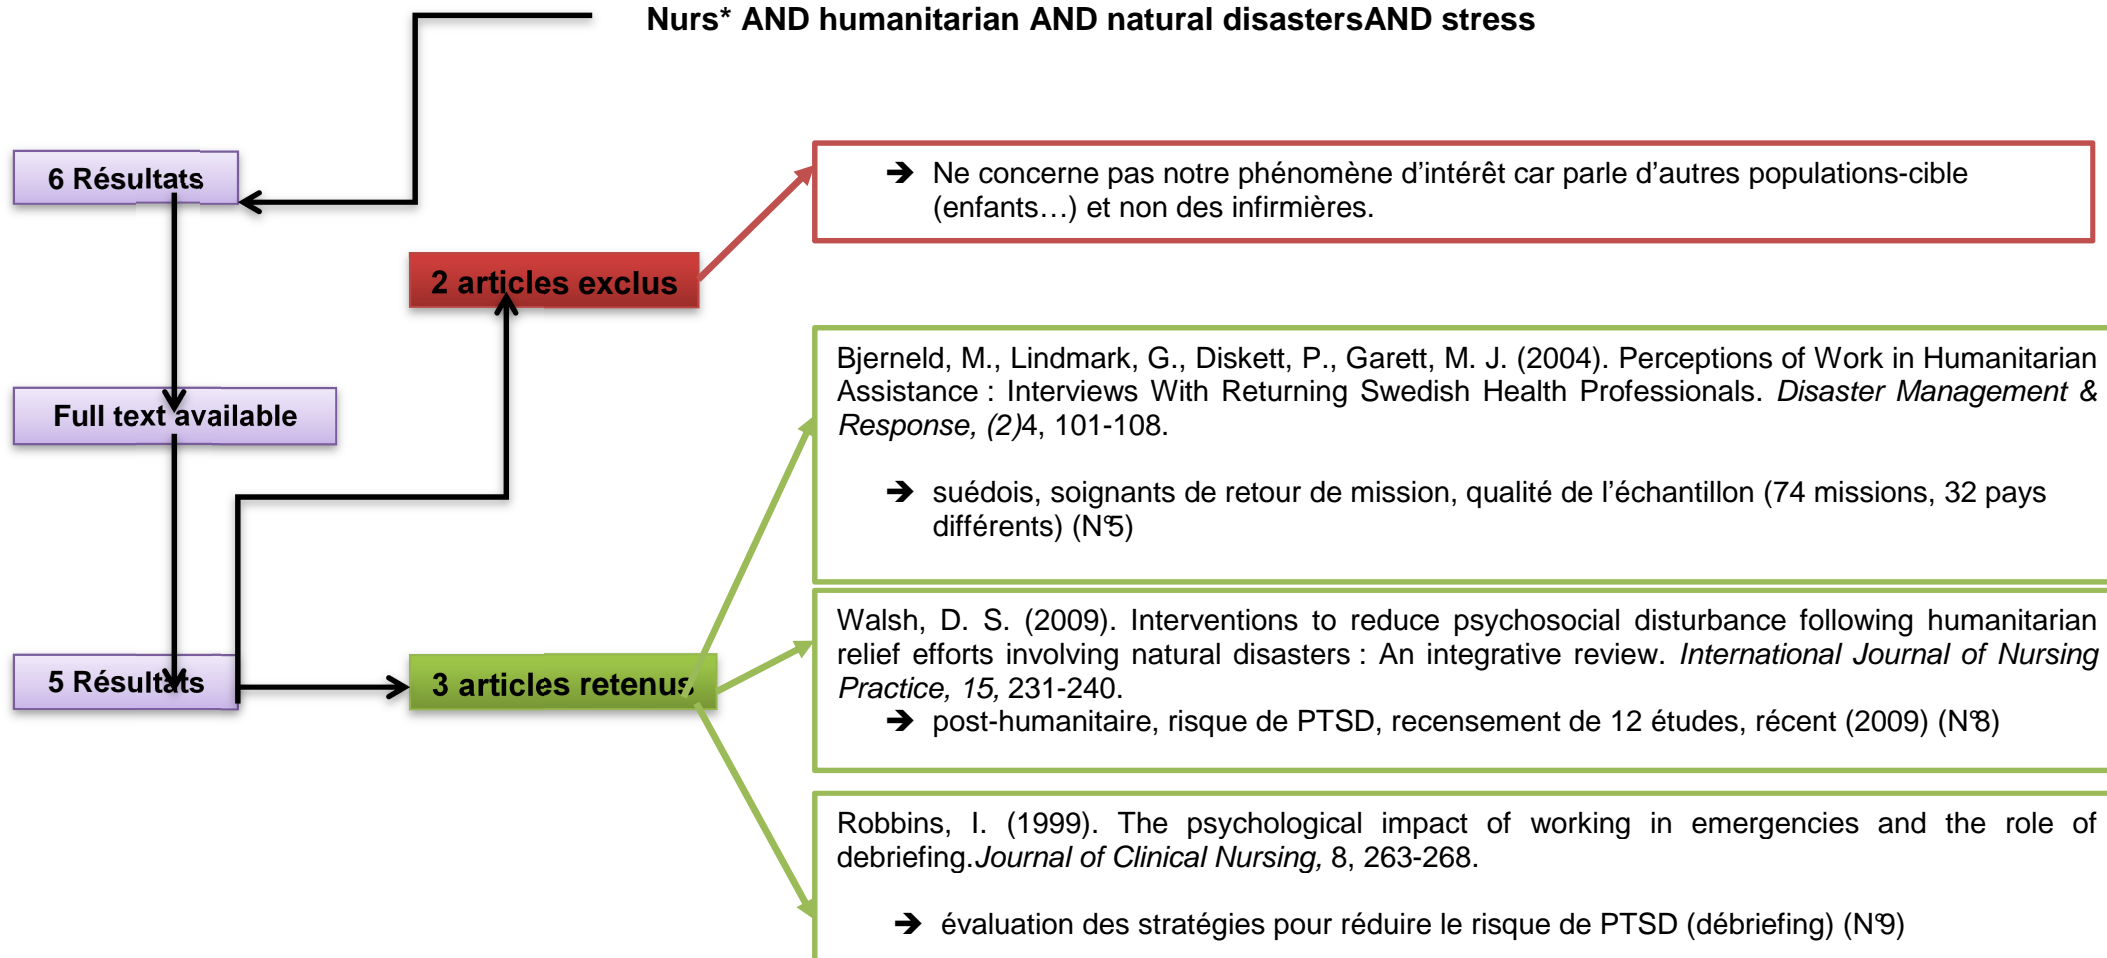 Nurs* AND humanitarian AND natural disastersAND stress
6 Résultats
Full text available
5 Résultats
2 articles exclus
➔ Ne concerne pas notre phénomène d’intérêt car parle d’autres populations-cible
(enfants…) et non des infirmières.
3 articles retenus
Bjerneld, M., Lindmark, G., Diskett, P., Garett, M. J. (2004). Perceptions of Work in Humanitarian
Assistance : Interviews With Returning Swedish Health Professionals. Disaster Management &
Response, (2)4, 101-108.
➔ suédois, soignants de retour de mission, qualité de l’échantillon (74 missions, 32 pays
différents) (N°5)
Walsh, D. S. (2009). Interventions to reduce psychosocial disturbance following humanitarian
relief efforts involving natural disasters : An integrative review. International Journal of Nursing
Practice, 15, 231-240.
➔ post-humanitaire, risque de PTSD, recensement de 12 études, récent (2009) (N°8)
Robbins, I. (1999). The psychological impact of working in emergencies and the role of
debriefing.Journal of Clinical Nursing, 8, 263-268.
➔ évaluation des stratégies pour réduire le risque de PTSD (débriefing) (N°9)